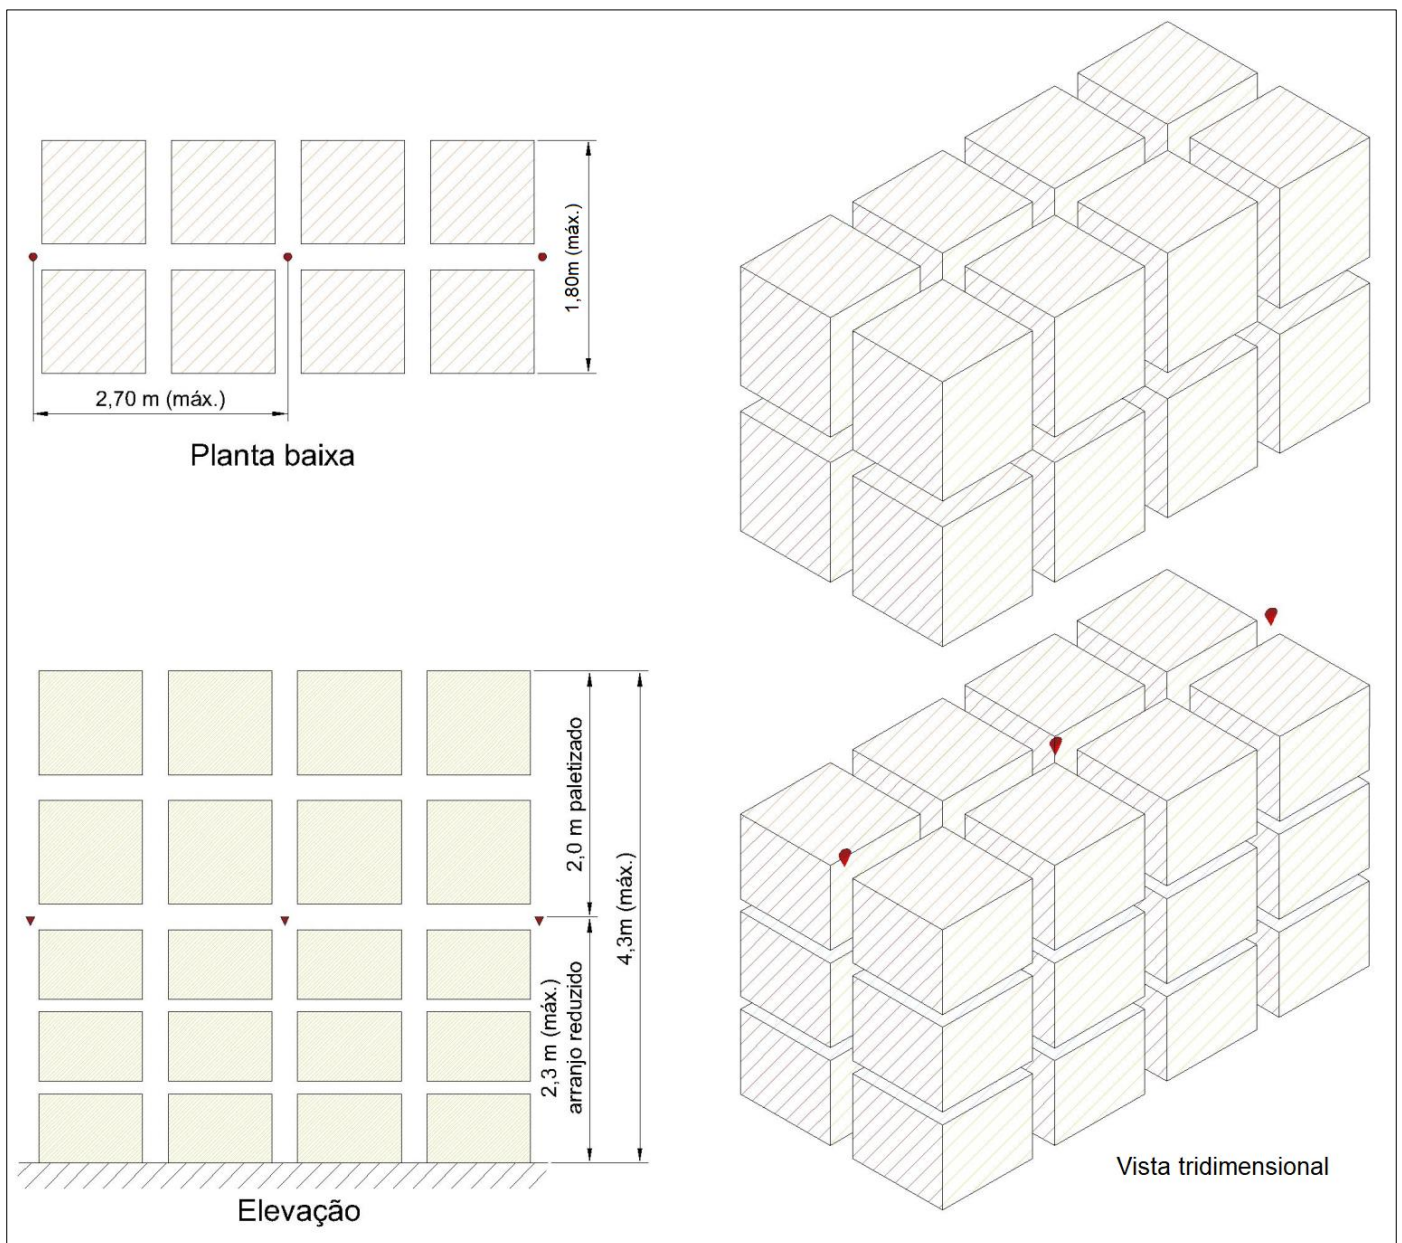 1,80m (máx.)
2,70 m (máx.)
Planta baixa
2,0 m paletizado
4,3m (máx.)
2,3 m (máx.)
arranjo reduzido
Elevação
Vista tridimensional